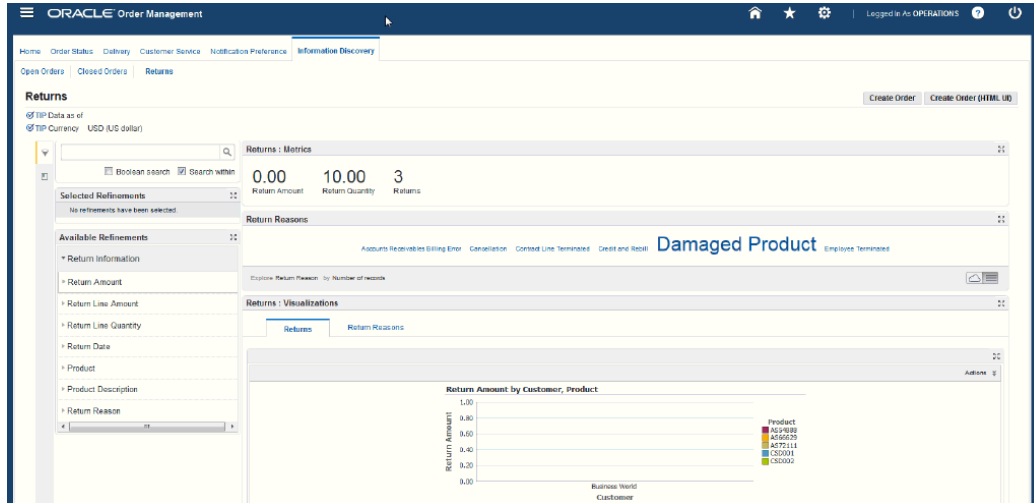 ORACLE Order Management
Logged In As OPERATIONS
?
Home Order Status Delivery Customer Service Notification Preference Information Discovery
Open Orders Closed Orders Returns
Returns
Create Order Create Order (HTML UI)
TIP Data as of
TIP Currency USD (US dollar)
Boolean search Search within
Selected Refinements
No refinements have been selected.
Available Refinements
Return Information
Return Amount
Return Line Amount
Return Line Quantity
Return Date
Product
Product Description
Return Reason
Returns : Metrics
0.00 10.00 3
Return Amount Return Quantity Returns
Return Reasons
Accounts Receivables Billing Error Cancellation Contract Line Terminated Credit and Rebill Damaged Product Employee Terminated
Explore Return Reason by Number of records
Returns : Visualizations
Returns Return Reasons
Actions
Return Amount by Customer, Product
Return Amount
1.00
0.80
0.60
0.40
0.20
0.00
Business World
Customer
Product
AS54888
AS66629
AS72111
CSD001
CSD002